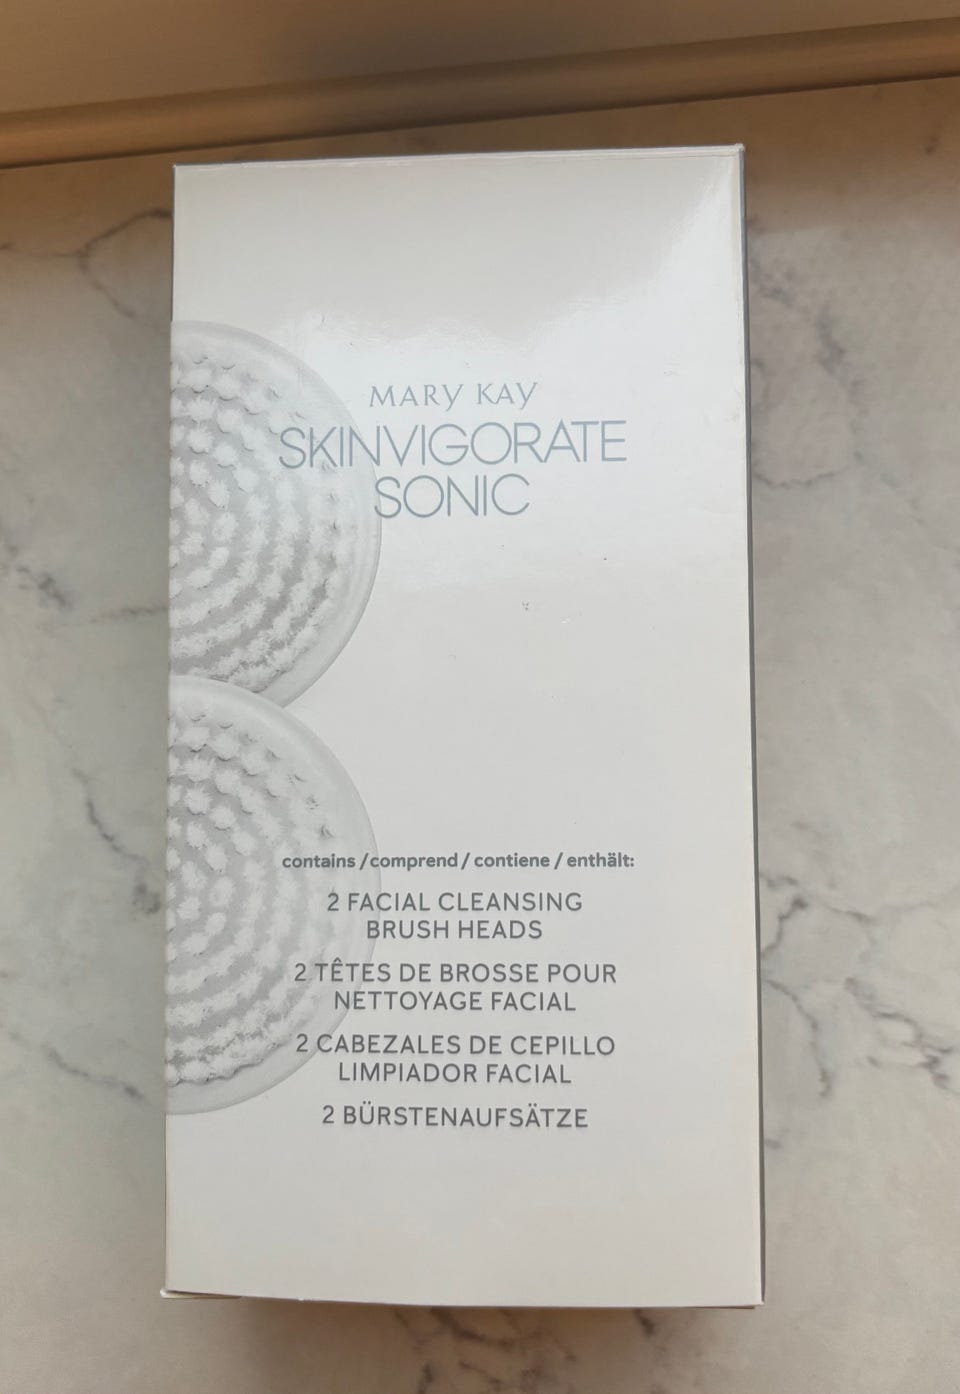 MARY KAY
SKINVIGORATE
SONIC
contains / comprend / contiene / enthält:
2 FACIAL CLEANSING
BRUSH HEADS
2 TÊTES DE BROSSE POUR
NETTOYAGE FACIAL
2 CABEZALES DE CEPILLO
LIMPIADOR FACIAL
2 BÜRSTENAUFSÄTZE